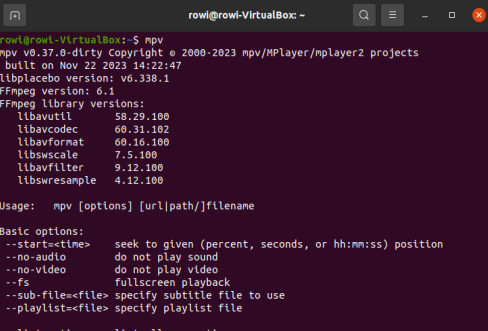 rowi@rowi-VirtualBox: ~
rowi@rowi-VirtualBox:~$ mpv
mpv v0.37.0-dirty Copyright © 2000-2023 mpv/MPlayer/mplayer2 projects
 built on Nov 22 2023 14:22:47
libplacebo version: v6.338.1
FFmpeg version: 6.1
FFmpeg library versions:
   libavutil       58.29.100
   libavcodec      60.31.102
   libavformat     60.16.100
   libswscale      7.5.100
   libavfilter     9.12.100
   libswresample   4.12.100
Usage:   mpv [options] [url|path/]filename
Basic options:
 --start=<time>    seek to given (percent, seconds, or hh:mm:ss) position
 --no-audio        do not play sound
 --no-video        do not play video
 --fs              fullscreen playback
 --sub-file=<file> specify subtitle file to use
 --playlist=<file> specify playlist file